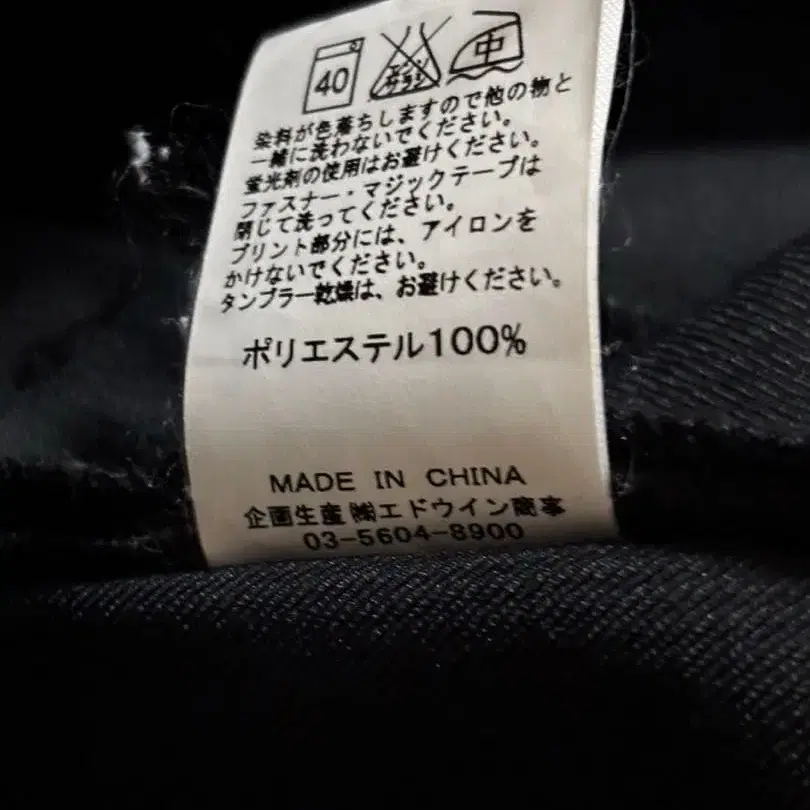 40
エンソ
サラシ
中
染料が色落ちしますので他の物と
一緒に洗わないでください。
蛍光剤の使用はお避けください。
ファスナー・マジックテープは
閉じて洗ってください。
プリント部分には、アイロンを
かけないでください。
タンブラー乾燥は、お避けください。
ポリエステル100%
MADE IN CHINA
企画生産㈱エドウイン商事
03-5604-8900